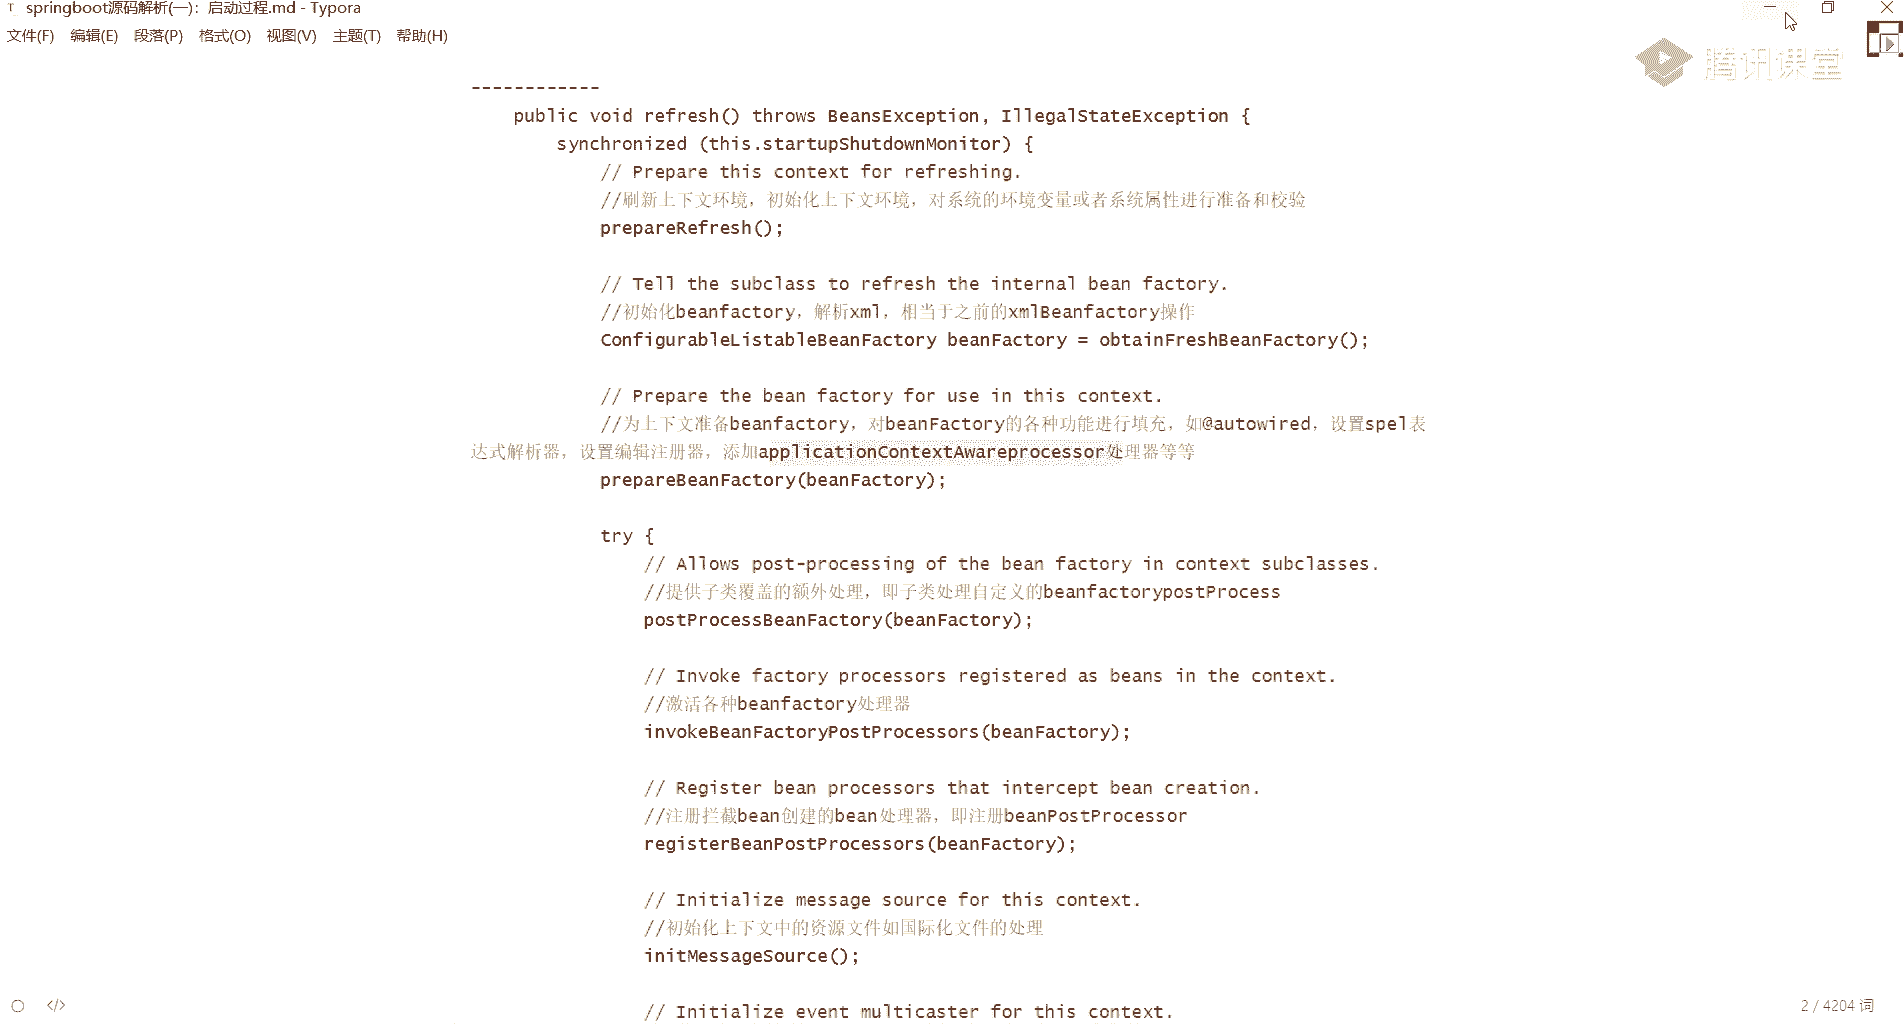 springboot源码解析(一)：启动过程.md - Typora
文件(F) 编辑(E) 段落(P) 格式(O) 视图(V) 主题(T) 帮助(H)
腾讯课堂
------------
public void refresh() throws BeansException, IllegalStateException {
synchronized (this.startupShutdownMonitor) {
// Prepare this context for refreshing.
//刷新上下文环境，初始化上下文环境，对系统的环境变量或者系统属性进行准备和校验
prepareRefresh();
// Tell the subclass to refresh the internal bean factory.
//初始化beanfactory，解析xml，相当于之前的xmlBeanfactory操作
ConfigurableListableBeanFactory beanFactory = obtainFreshBeanFactory();
// Prepare the bean factory for use in this context.
//为上下文准备beanfactory，对beanFactory的各种功能进行填充，如@autowired，设置spel表
达式解析器，设置编辑注册器，添加applicationContextAwareprocessor处理器等等
prepareBeanFactory(beanFactory);
try {
// Allows post-processing of the bean factory in context subclasses.
//提供子类覆盖的额外处理，即子类处理自定义的beanfactorypostProcess
postProcessBeanFactory(beanFactory);
// Invoke factory processors registered as beans in the context.
//激活各种beanfactory处理器
invokeBeanFactoryPostProcessors(beanFactory);
// Register bean processors that intercept bean creation.
//注册拦截bean创建的bean处理器，即注册beanPostProcessor
registerBeanPostProcessors(beanFactory);
// Initialize message source for this context.
//初始化上下文中的资源文件如国际化文件的处理
initMessageSource();
// Initialize event multicaster for this context.
</> 2 / 4204 词